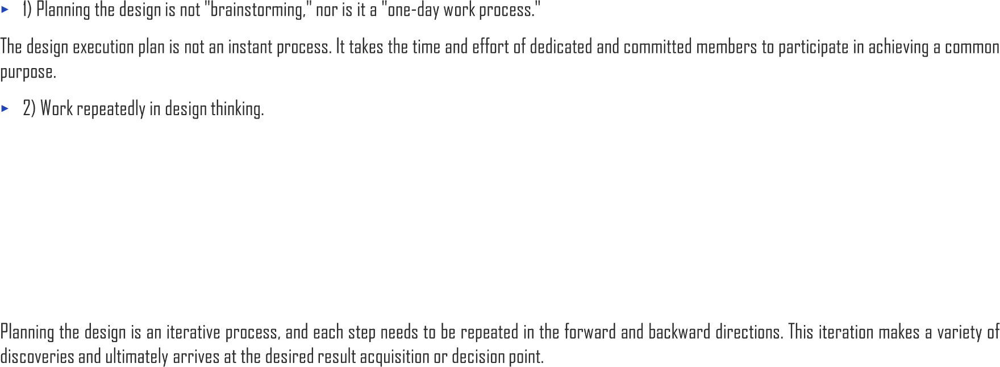 ▸ 1) Planning the design is not "brainstorming," nor is it a "one-day work process."
The design execution plan is not an instant process. It takes the time and effort of dedicated and committed members to participate in achieving a common
purpose.
▸ 2) Work repeatedly in design thinking.
Planning the design is an iterative process, and each step needs to be repeated in the forward and backward directions. This iteration makes a variety of
discoveries and ultimately arrives at the desired result acquisition or decision point.